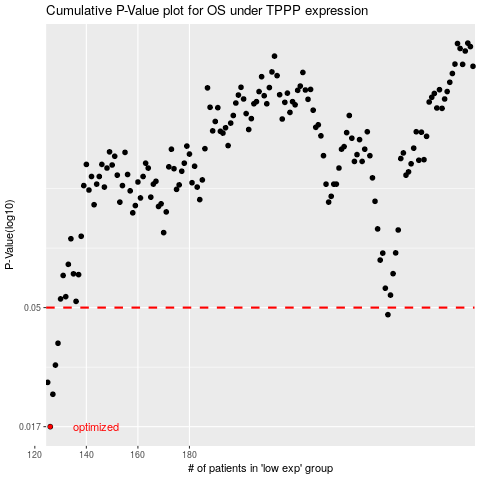 Cumulative P-Value plot for OS under TPPP expression
P-Value(log10)
0.05
0.017
optimized
120 140 160 180
# of patients in 'low exp' group